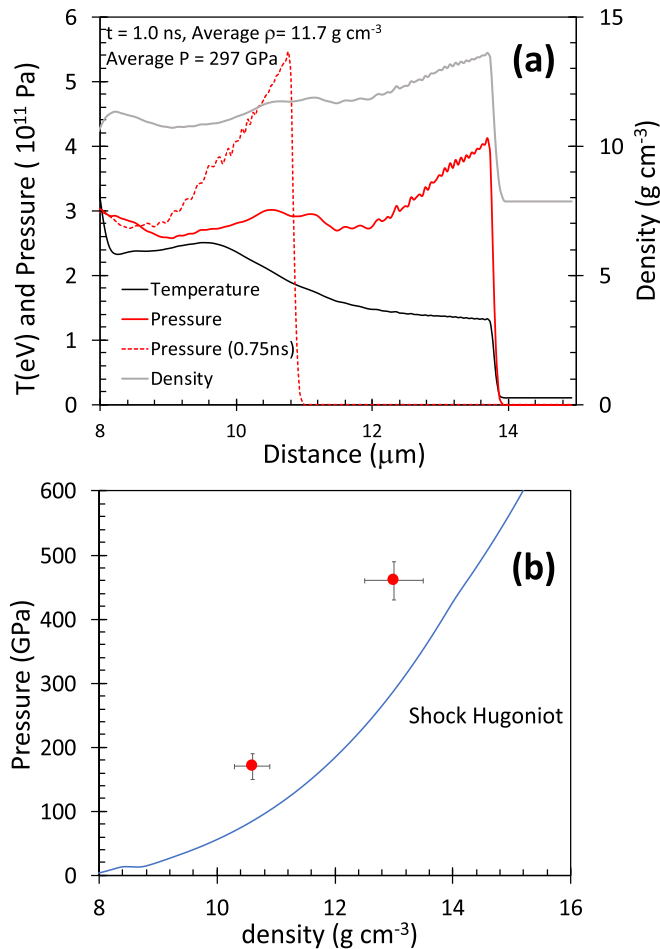 t = 1.0 ns, Average ρ= 11.7 g cm⁻³
Average P = 297 GPa
(a)
T(eV) and Pressure ( 10¹¹ Pa)
6
5
4
3
2
1
0
15
10
5
0
Density (g cm⁻³)
Temperature
Pressure
Pressure (0.75ns)
Density
8 10 12 14
Distance (μm)
(b)
Pressure (GPa)
600
500
400
300
200
100
0
Shock Hugoniot
8 10 12 14 16
density (g cm⁻³)